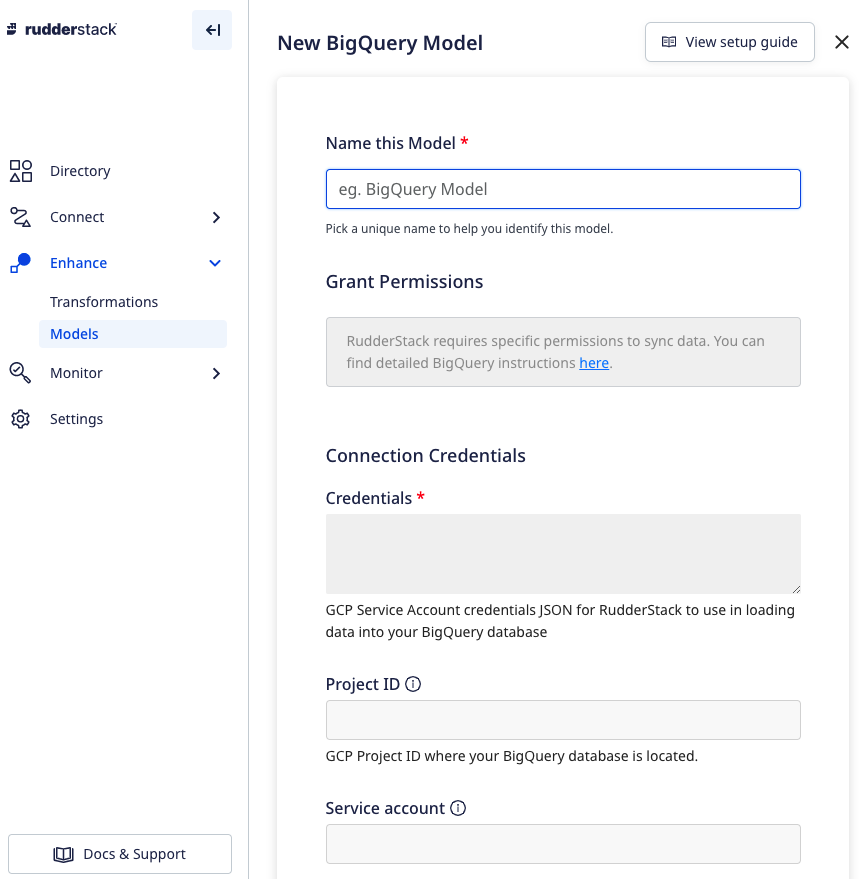 rudderstack
Directory
Connect
Enhance
Transformations
Models
Monitor
Settings
Docs & Support
New BigQuery Model
View setup guide
Name this Model *
eg. BigQuery Model
Pick a unique name to help you identify this model.
Grant Permissions
RudderStack requires specific permissions to sync data. You can
find detailed BigQuery instructions here.
Connection Credentials
Credentials *
GCP Service Account credentials JSON for RudderStack to use in loading
data into your BigQuery database
Project ID
GCP Project ID where your BigQuery database is located.
Service account